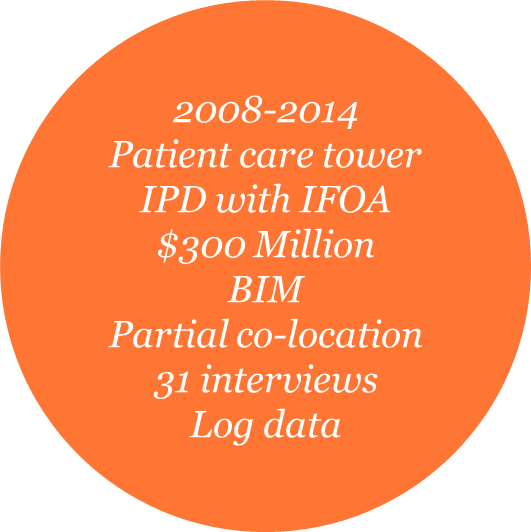 2008-2014
Patient care tower
IPD with IFOA
$300 Million
BIM
Partial co-location
31 interviews
Log data